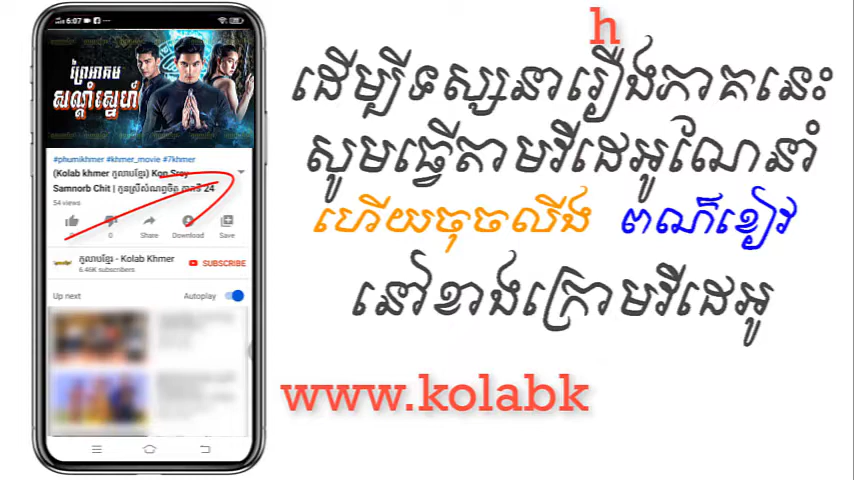 6:07
ព្រៃអាគម
សណ្ដំស្នេហ៍
#phumikhmer #khmer_movie #7khmer
(Kolab khmer កូលាបខ្មែរ) Kon Srey
Samnorb Chit | កូនស្រីសំណព្វចិត្ត ភាគទី 24
54 views
0
Share
Download
Save
កូលាបខ្មែរ - Kolab Khmer
6.46K subscribers
SUBSCRIBE
Up next
Autoplay
h
ដើម្បីទស្សនារឿងភាគនេះ
សូមធ្វើតាមវីដេអូណែនាំ
ហើយចុចលីង ពណ៌ខៀវ
នៅខាងក្រោមវីដេអូ
www.kolabk